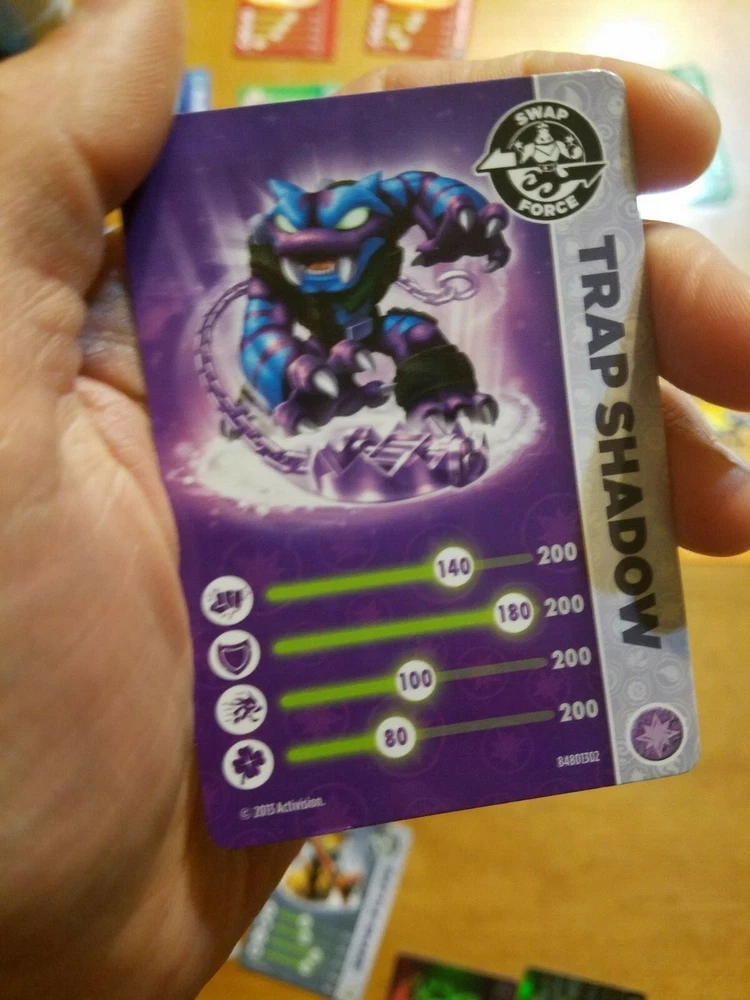 SWAP
FORCE
TRAP SHADOW
140 200
180 200
100 200
80 200
84801302
© 2013 Activision.